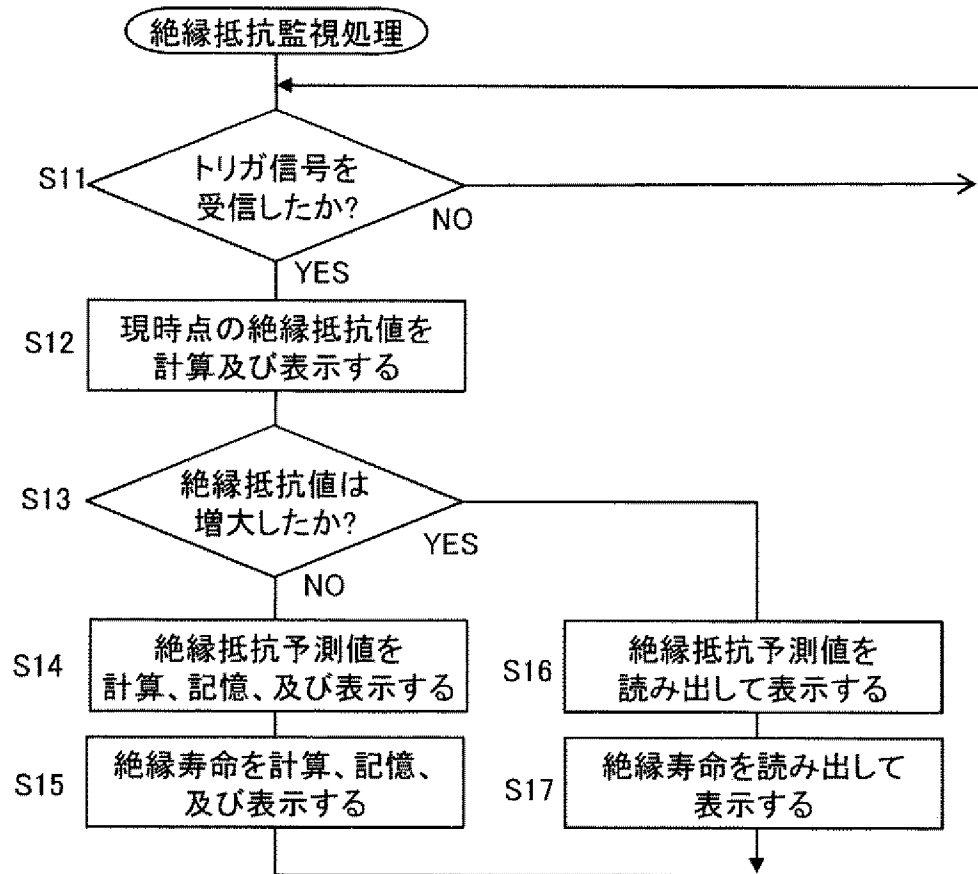 絶縁抵抗監視処理
S11
トリガ信号を
受信したか?
NO
YES
S12
現時点の絶縁抵抗値を
計算及び表示する
S13
絶縁抵抗値は
増大したか?
YES
NO
S14
絶縁抵抗予測値を
計算、記憶、及び表示する
S16
絶縁抵抗予測値を
読み出して表示する
S15
絶縁寿命を計算、記憶、
及び表示する
S17
絶縁寿命を読み出して
表示する